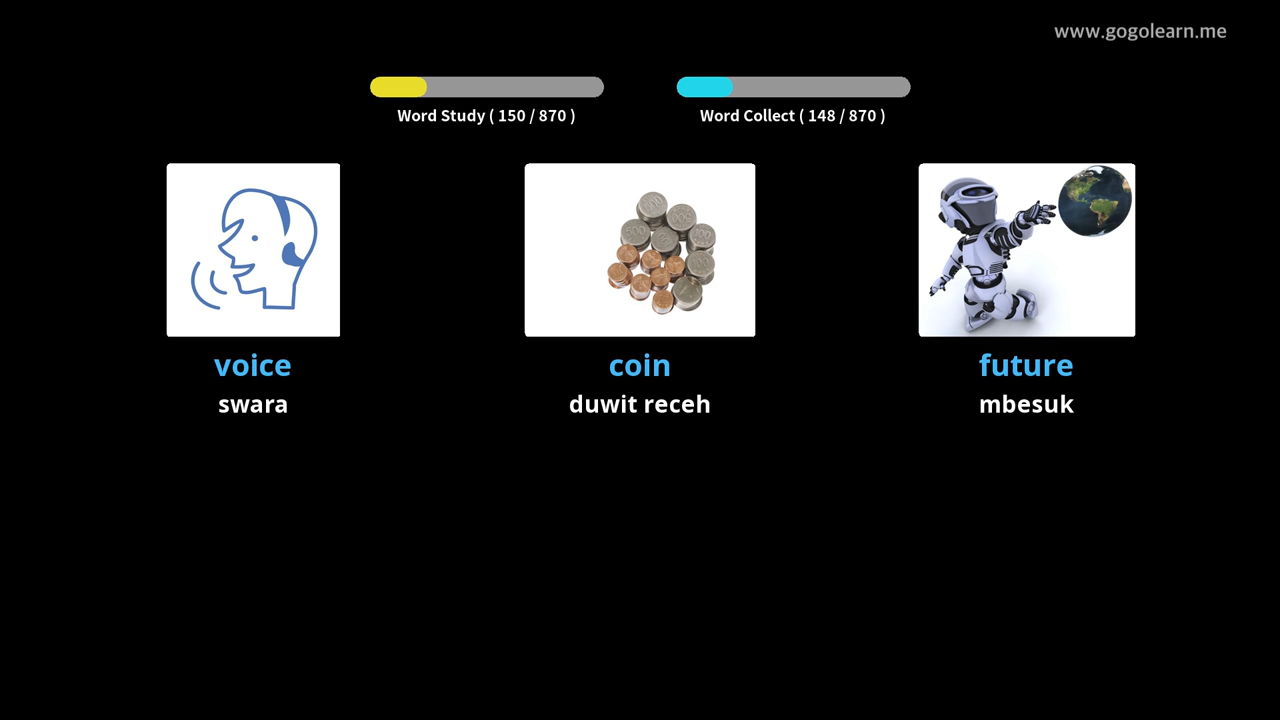 www.gogolearn.me
Word Study ( 150 / 870 )
Word Collect ( 148 / 870 )
voice
swara
coin
duwit receh
future
mbesuk